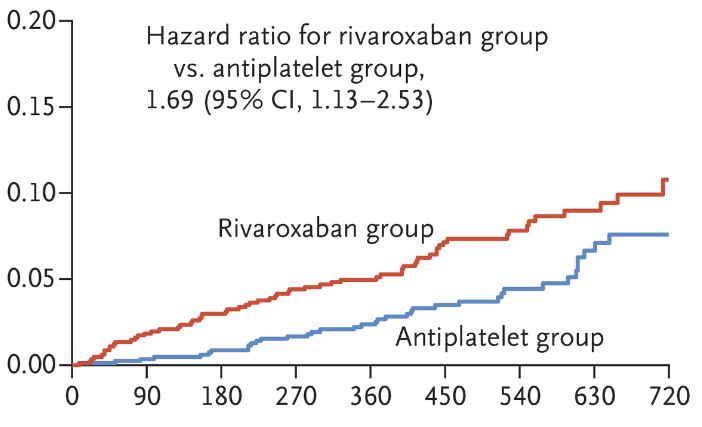 0.20
Hazard ratio for rivaroxaban group
vs. antiplatelet group,
1.69 (95% CI, 1.13–2.53)
0.15
0.10
Rivaroxaban group
0.05
Antiplatelet group
0.00
0 90 180 270 360 450 540 630 720